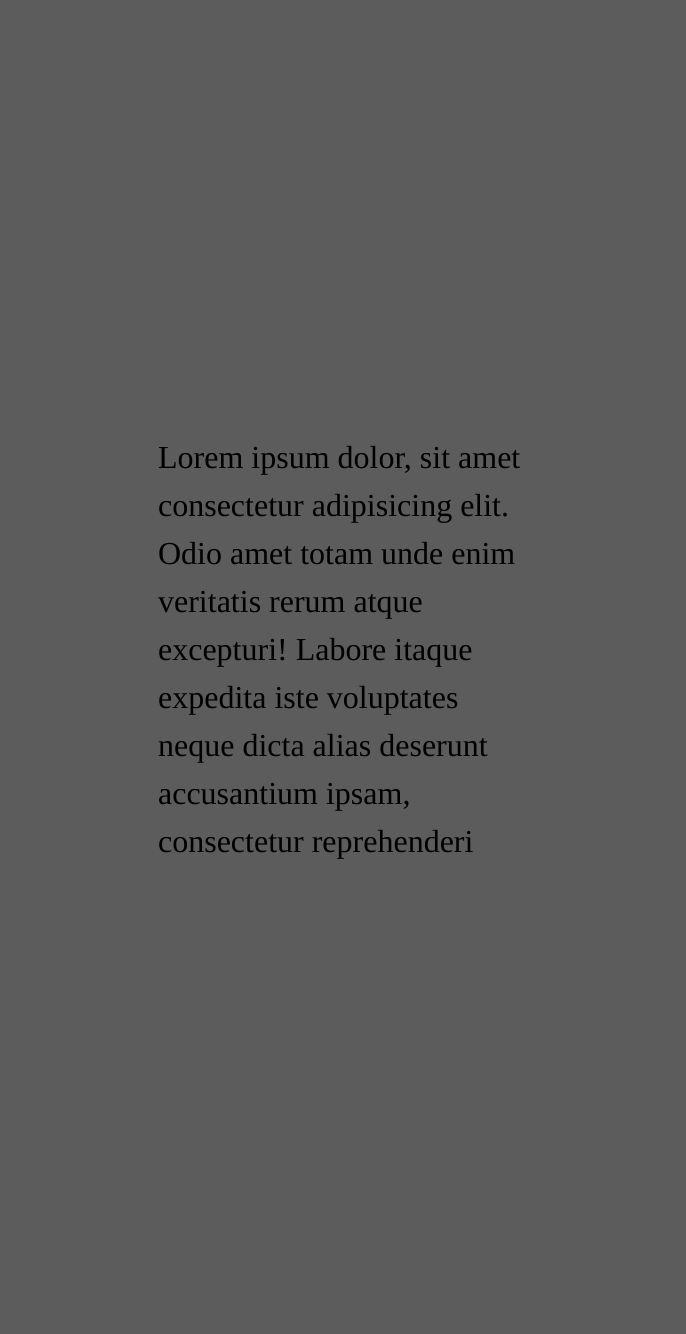 Lorem ipsum dolor, sit amet
consectetur adipisicing elit.
Odio amet totam unde enim
veritatis rerum atque
excepturi! Labore itaque
expedita iste voluptates
neque dicta alias deserunt
accusantium ipsam,
consectetur reprehenderi